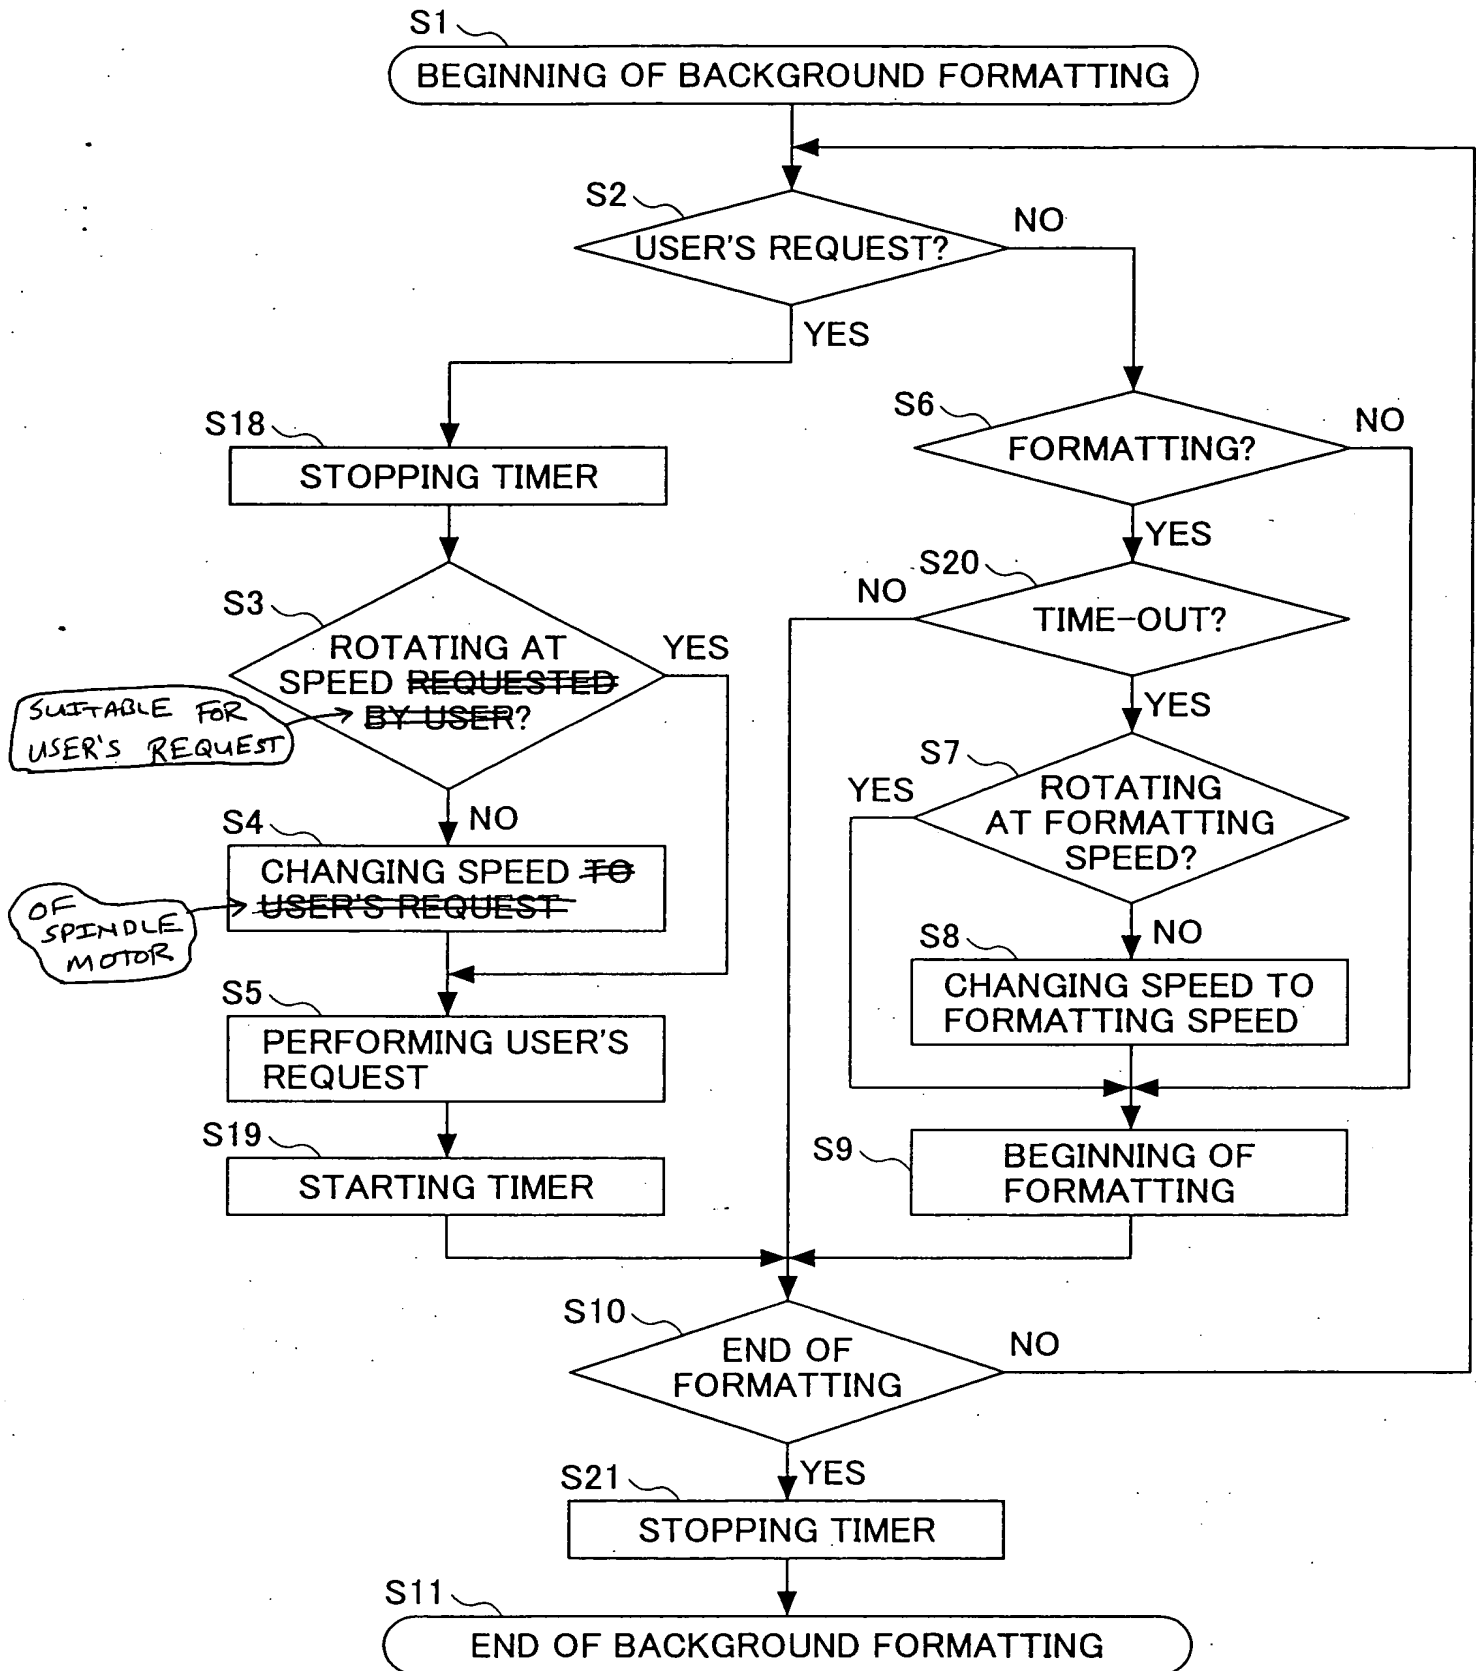 S1
BEGINNING OF BACKGROUND FORMATTING
S2
USER'S REQUEST?
NO
YES
S18
STOPPING TIMER
S3
ROTATING AT
SPEED REQUESTED
BY USER?
YES
SUITABLE FOR
USER'S REQUEST
NO
S4
CHANGING SPEED TO
USER'S REQUEST
OF
SPINDLE
MOTOR
S5
PERFORMING USER'S
REQUEST
S19
STARTING TIMER
S6
FORMATTING?
NO
YES
S20
TIME-OUT?
NO
YES
S7
ROTATING
AT FORMATTING
SPEED?
YES
NO
S8
CHANGING SPEED TO
FORMATTING SPEED
S9
BEGINNING OF
FORMATTING
S10
END OF
FORMATTING
NO
YES
S21
STOPPING TIMER
S11
END OF BACKGROUND FORMATTING